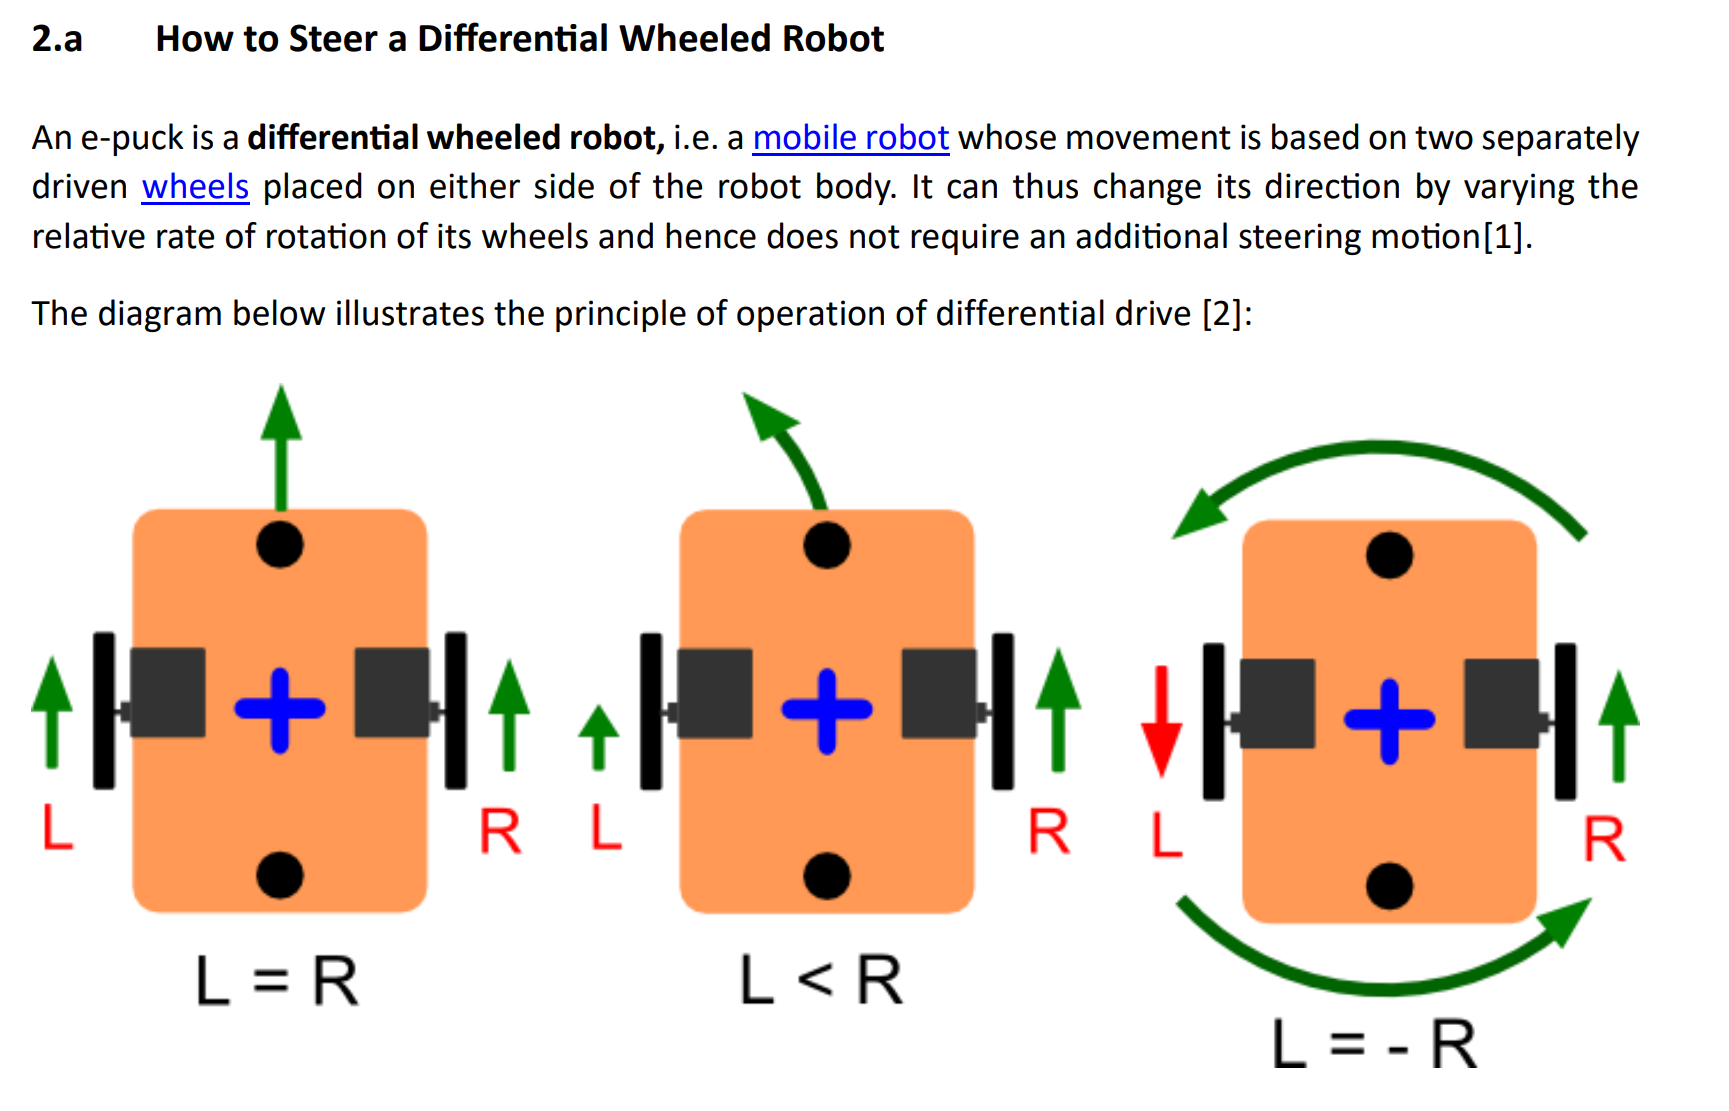 2.a How to Steer a Differential Wheeled Robot
An e-puck is a differential wheeled robot, i.e. a mobile robot whose movement is based on two separately
driven wheels placed on either side of the robot body. It can thus change its direction by varying the
relative rate of rotation of its wheels and hence does not require an additional steering motion[1].
The diagram below illustrates the principle of operation of differential drive [2]:
L R L R L R
L = R L < R
L = - R